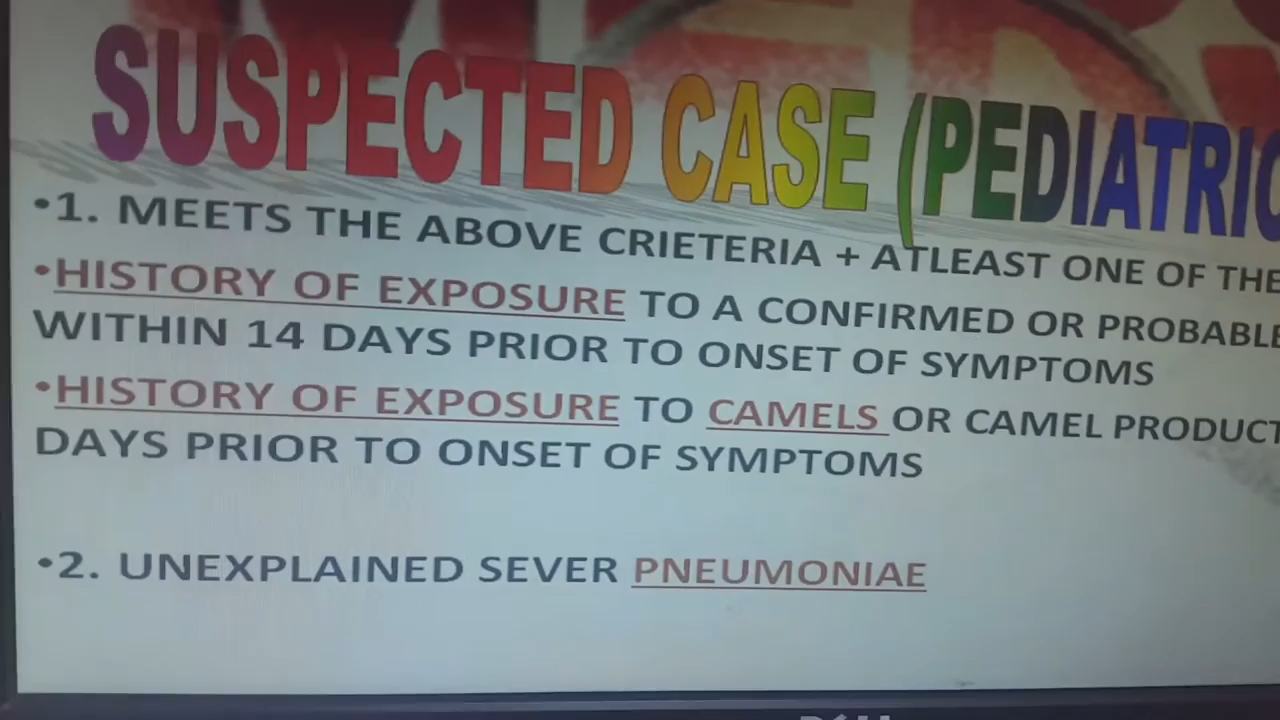 SUSPECTED CASE (PEDIATRIC
•1. MEETS THE ABOVE CRIETERIA + ATLEAST ONE OF THE
•HISTORY OF EXPOSURE TO A CONFIRMED OR PROBABLE
WITHIN 14 DAYS PRIOR TO ONSET OF SYMPTOMS
•HISTORY OF EXPOSURE TO CAMELS OR CAMEL PRODUCT
DAYS PRIOR TO ONSET OF SYMPTOMS
•2. UNEXPLAINED SEVER PNEUMONIAE